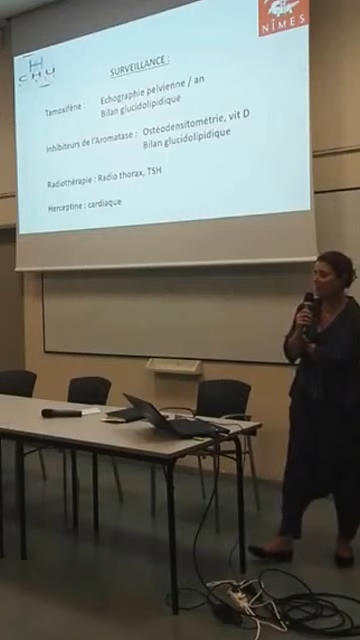 CHU
NÎMES
SURVEILLANCE :
Tamoxifène : Echographie pelvienne / an
Bilan glucidolipidique
Inhibiteurs de l'Aromatase : Ostéodensitométrie, vit D
Bilan glucidolipidique
Radiothérapie : Radio thorax, TSH
Herceptine : cardiaque